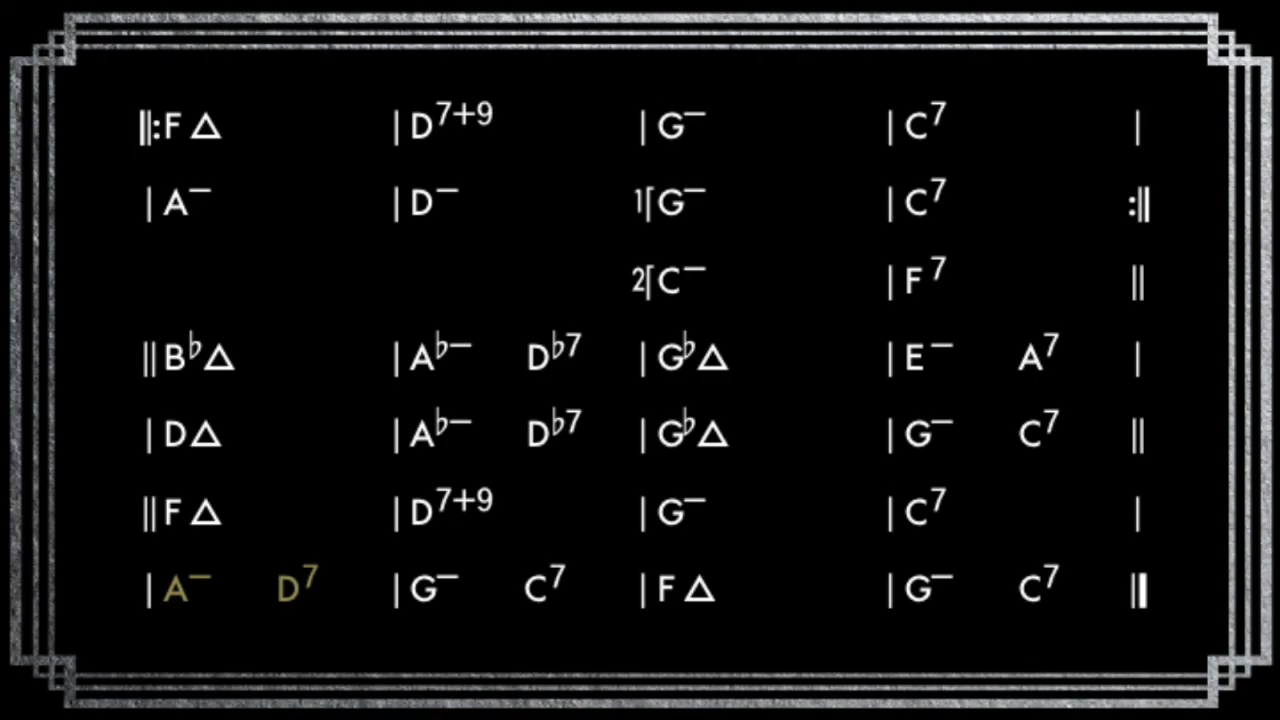 ‖: F △ | D7+9 | G– | C7 |
| A– | D– | 1⌈ G– | C7 :‖
2⌈ C– | F7 ‖
‖ B♭△ | A♭– D♭7 | G♭△ | E– A7 |
| D△ | A♭– D♭7 | G♭△ | G– C7 ‖
‖ F △ | D7+9 | G– | C7 |
| A– D7 | G– C7 | F △ | G– C7 ‖